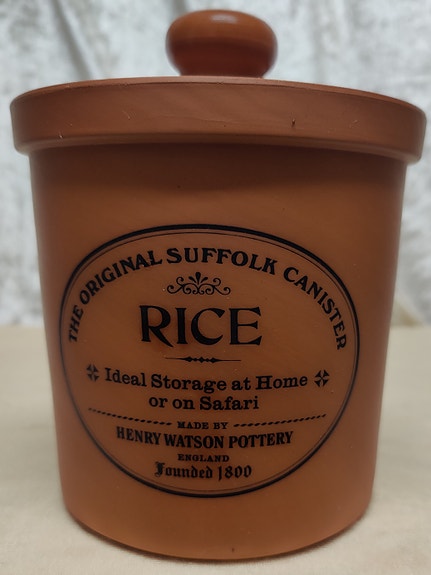 THE ORIGINAL SUFFOLK CANISTER
RICE
Ideal Storage at Home
or on Safari
MADE BY
HENRY WATSON POTTERY
ENGLAND
Founded 1800